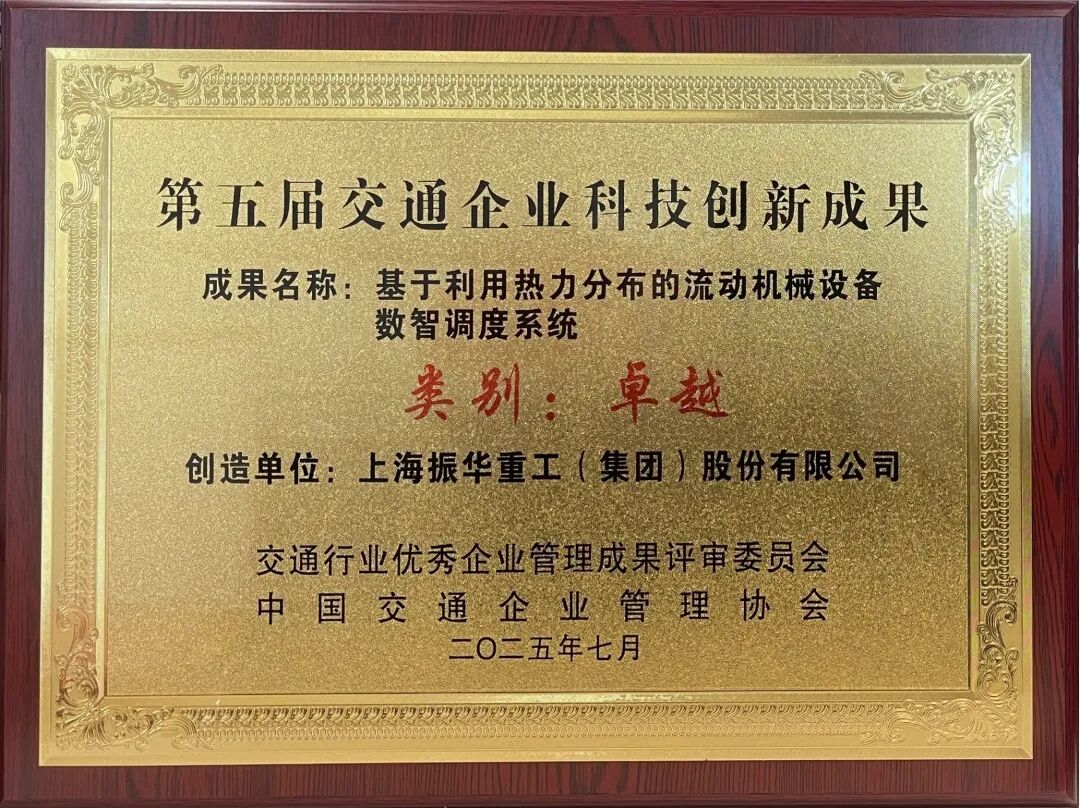 第五届交通企业科技创新成果
成果名称：基于利用热力分布的流动机械设备
数智调度系统
类别：卓越
创造单位：上海振华重工（集团）股份有限公司
交通行业优秀企业管理成果评审委员会
中国交通企业管理协会
二〇二五年七月